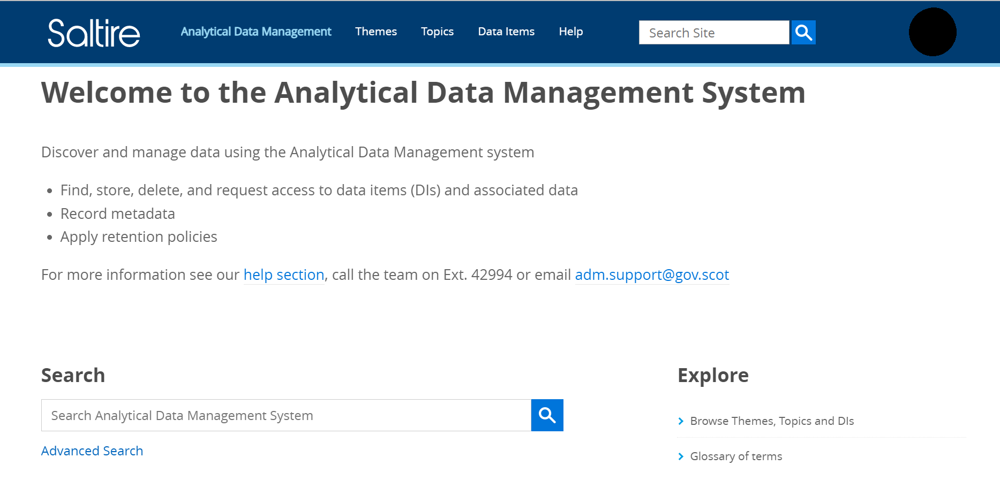 Saltire
Analytical Data Management
Themes
Topics
Data Items
Help
Search Site
Welcome to the Analytical Data Management System
Discover and manage data using the Analytical Data Management system
• Find, store, delete, and request access to data items (DIs) and associated data
• Record metadata
• Apply retention policies
For more information see our help section, call the team on Ext. 42994 or email adm.support@gov.scot
Search
Search Analytical Data Management System
Advanced Search
Explore
Browse Themes, Topics and DIs
Glossary of terms